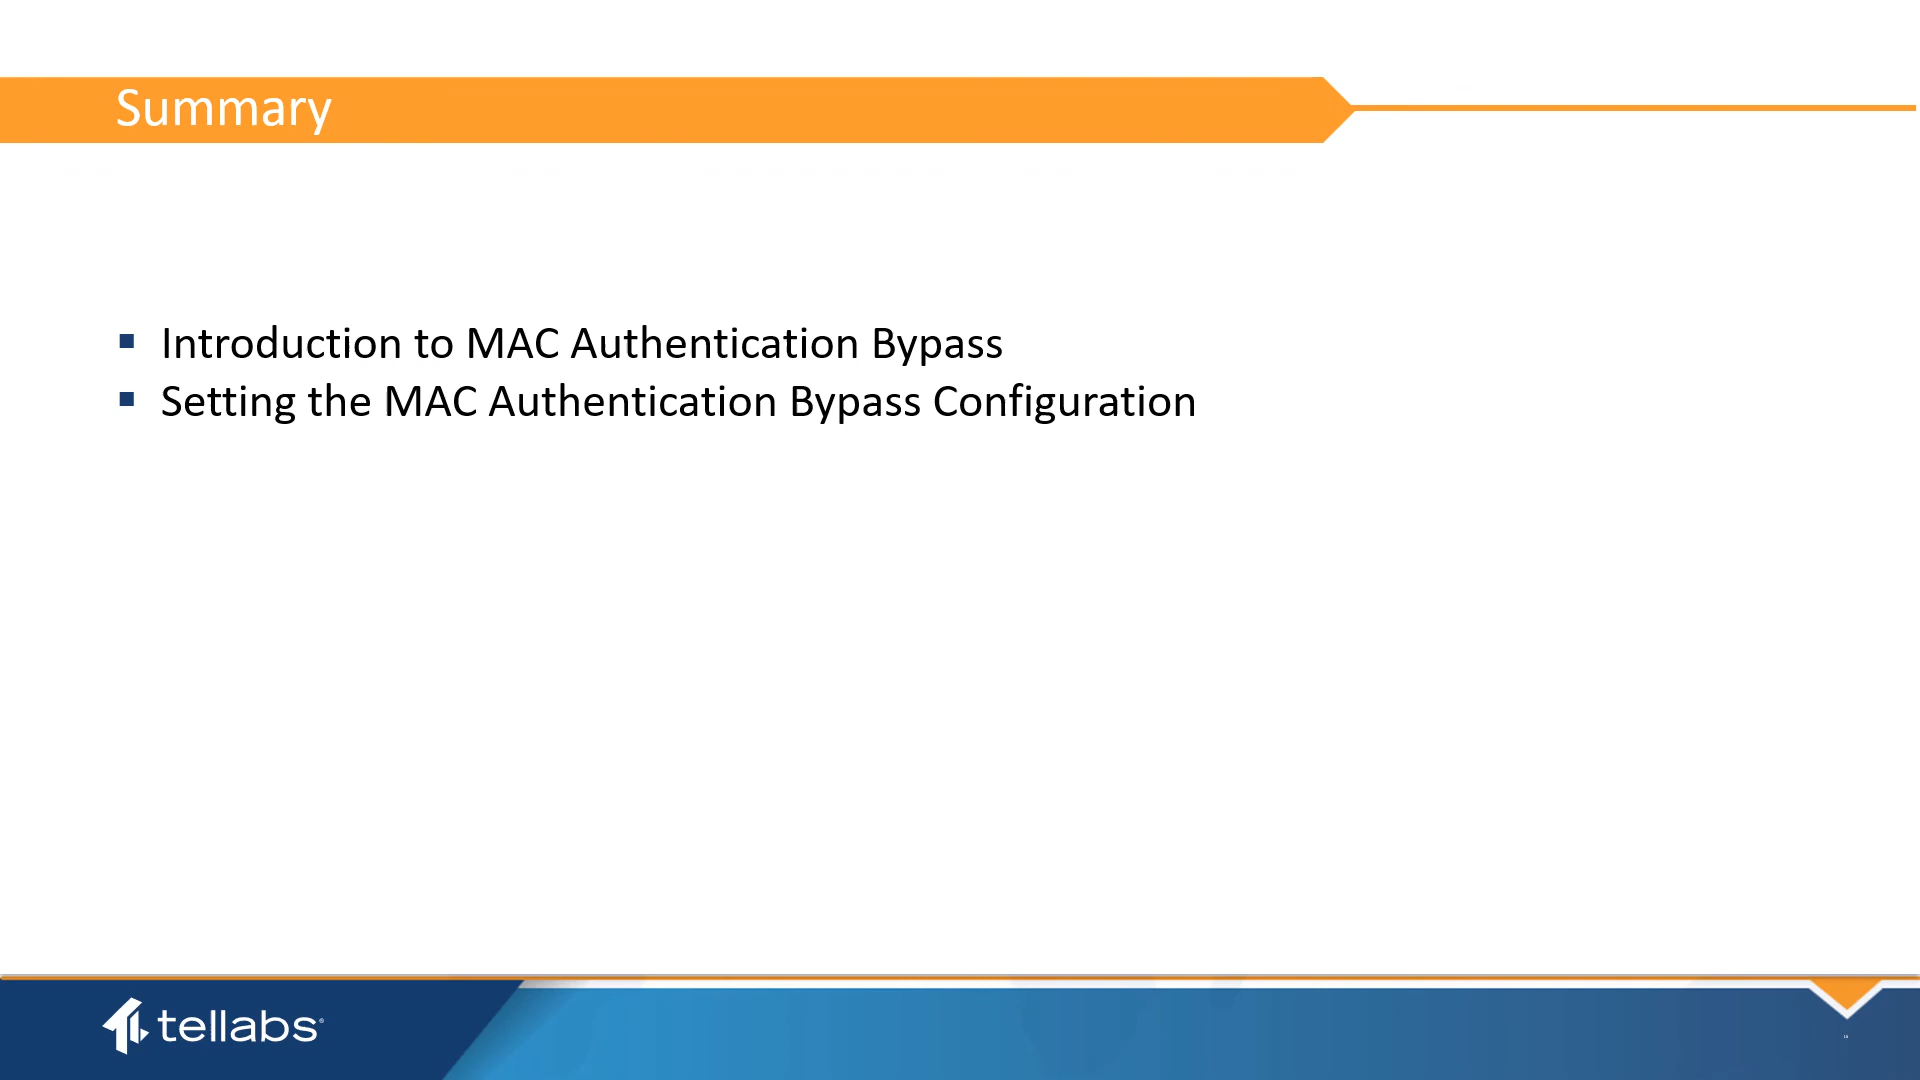 Summary
▪ Introduction to MAC Authentication Bypass
▪ Setting the MAC Authentication Bypass Configuration
tellabs®